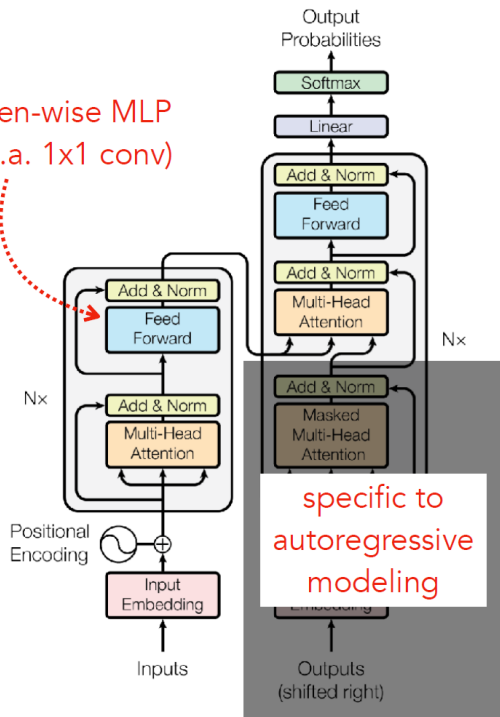 Output
Probabilities
Softmax
Linear
Add & Norm
Feed
Forward
Add & Norm
Multi-Head
Attention
Nx
Add & Norm
Masked
Multi-Head
Attention
specific to
autoregressive
modeling
Embedding
Outputs
(shifted right)
en-wise MLP
.a. 1x1 conv)
Add & Norm
Feed
Forward
Nx
Add & Norm
Multi-Head
Attention
Positional
Encoding
Input
Embedding
Inputs